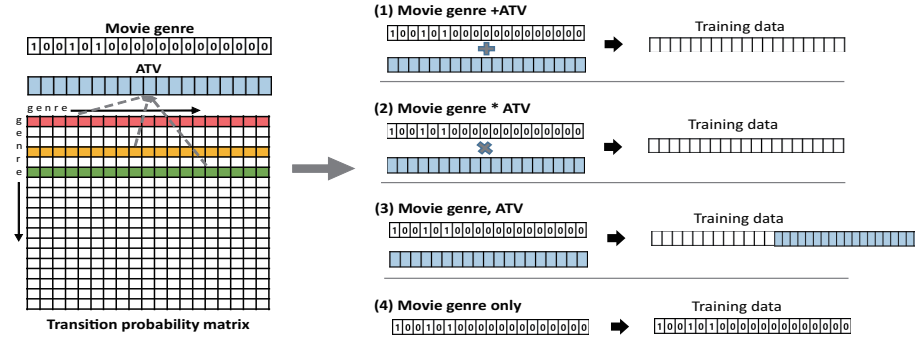 Movie genre
1 0 0 1 0 1 0 0 0 0 0 0 0 0 0 0 0 0
ATV
genre
genre
Transition probability matrix
(1) Movie genre +ATV
1 0 0 1 0 1 0 0 0 0 0 0 0 0 0 0 0 0
Training data
(2) Movie genre * ATV
1 0 0 1 0 1 0 0 0 0 0 0 0 0 0 0 0 0
Training data
(3) Movie genre, ATV
1 0 0 1 0 1 0 0 0 0 0 0 0 0 0 0 0 0
Training data
(4) Movie genre only
1 0 0 1 0 1 0 0 0 0 0 0 0 0 0 0 0 0
Training data
1 0 0 1 0 1 0 0 0 0 0 0 0 0 0 0 0 0